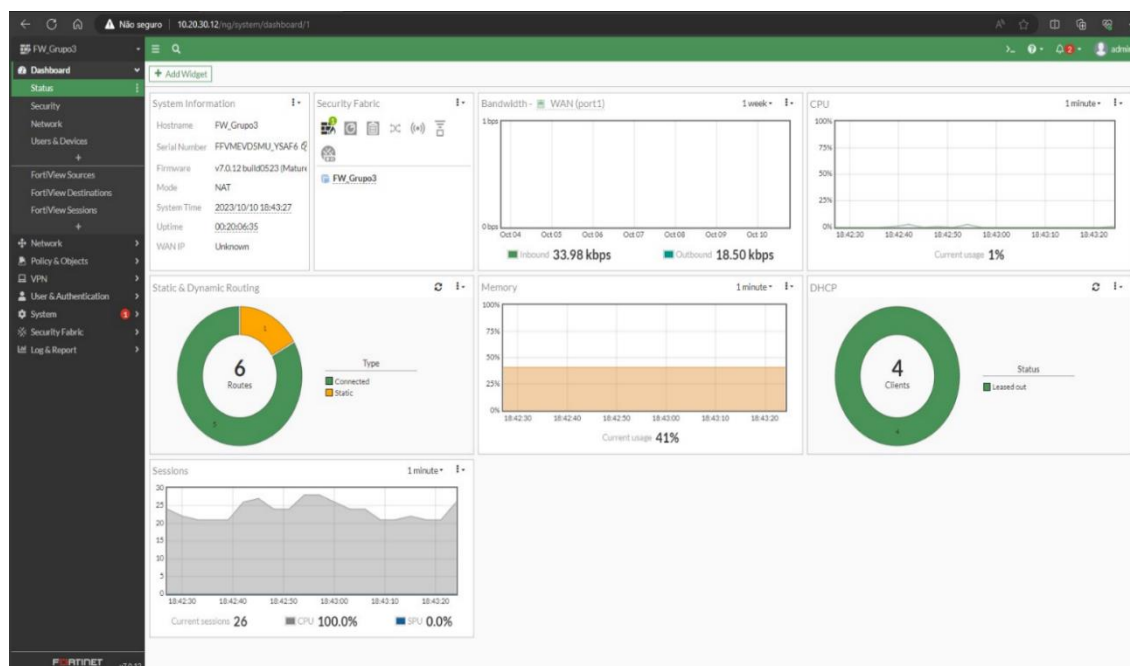 Não seguro 10.20.30.12/ng/system/dashboard/1
FW_Grupo3
admin
2
Dashboard
Status
Security
Network
Users & Devices
+
FortiView Sources
FortiView Destinations
FortiView Sessions
+
Network
Policy & Objects
VPN
User & Authentication
System 1
Security Fabric
Log & Report
FORTINET
+ Add Widget
System Information
Hostname FW_Grupo3
Serial Number FFVMEVD5MU_YSAF6
Firmware v7.0.12 build0523 (Mature
Mode NAT
System Time 2023/10/10 18:43:27
Uptime 00:20:06:35
WAN IP Unknown
Security Fabric
1
FW_Grupo3
Bandwidth - WAN (port1) 1 week
1 bps
0 bps
Oct 04 Oct 05 Oct 06 Oct 07 Oct 08 Oct 09 Oct 10
Inbound 33.98 kbps Outbound 18.50 kbps
CPU 1 minute
100%
75%
50%
25%
0%
18:42:30 18:42:40 18:42:50 18:43:00 18:43:10 18:43:20
Current usage 1%
Static & Dynamic Routing
1
6
Routes
5
Type
Connected
Static
Memory 1 minute
100%
75%
50%
25%
0%
18:42:30 18:42:40 18:42:50 18:43:00 18:43:10 18:43:20
Current usage 41%
DHCP
4
Clients
4
Status
Leased out
Sessions 1 minute
30
25
20
15
10
5
0
18:42:30 18:42:40 18:42:50 18:43:00 18:43:10 18:43:20
Current sessions 26 CPU 100.0% SPU 0.0%